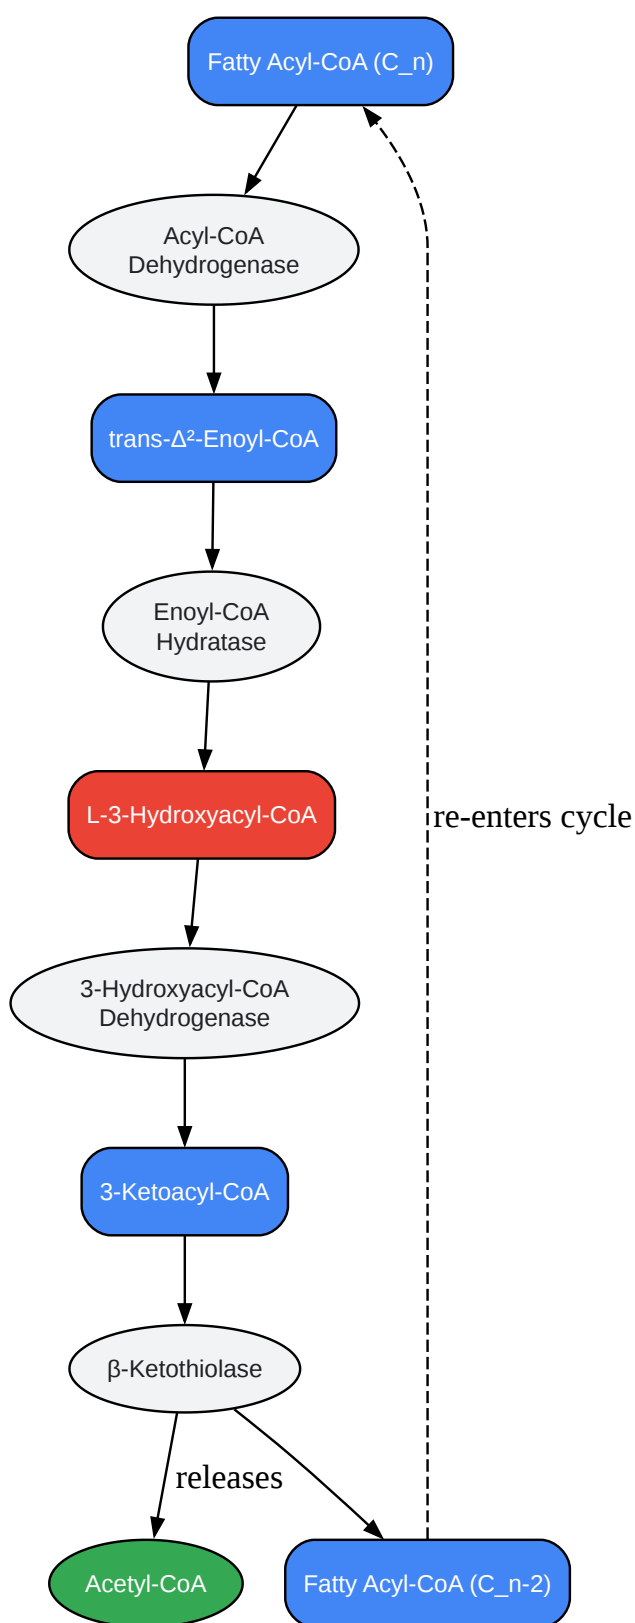 Fatty Acyl-CoA (C_n)
Acyl-CoA
Dehydrogenase
trans-Δ²-Enoyl-CoA
Enoyl-CoA
Hydratase
L-3-Hydroxyacyl-CoA
re-enters cycle
3-Hydroxyacyl-CoA
Dehydrogenase
3-Ketoacyl-CoA
β-Ketothiolase
releases
Acetyl-CoA
Fatty Acyl-CoA (C_n-2)